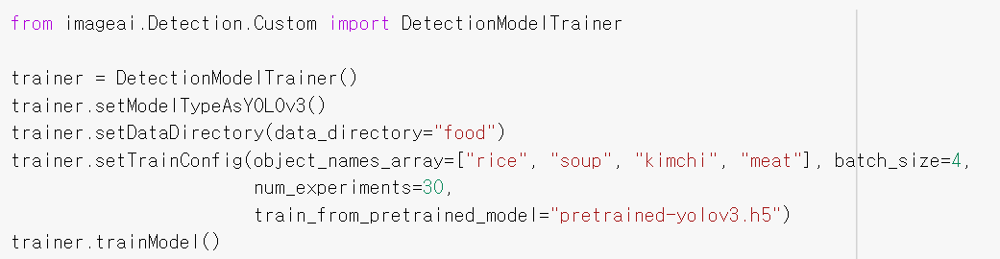 from imageai.Detection.Custom import DetectionModelTrainer
trainer = DetectionModelTrainer()
trainer.setModelTypeAsYOLOv3()
trainer.setDataDirectory(data_directory="food")
trainer.setTrainConfig(object_names_array=["rice", "soup", "kimchi", "meat"], batch_size=4,
num_experiments=30,
train_from_pretrained_model="pretrained-yolov3.h5")
trainer.trainModel()